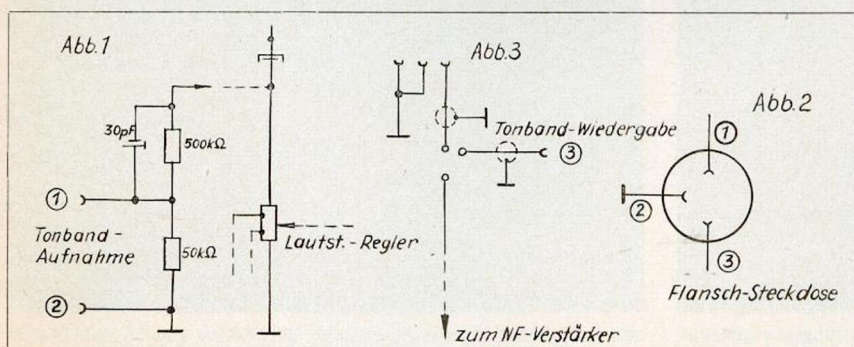 Abb.1
30pF
500kΩ
①
Tonband-
Aufnahme
50kΩ
②
Lautst.-Regler
Abb.3
Tonband-Wiedergabe
③
zum NF-Verstärker
Abb.2
①
②
③
Flansch-Steckdose